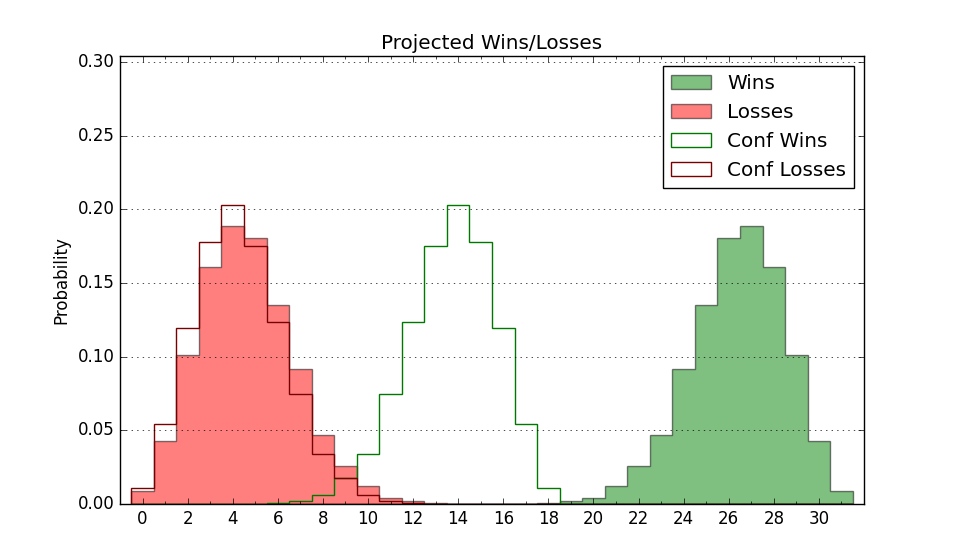 Projected Wins/Losses
0.30
0.25
0.20
0.15
0.10
0.05
0.00
Probability
Wins
Losses
Conf Wins
Conf Losses
0 2 4 6 8 10 12 14 16 18 20 22 24 26 28 30